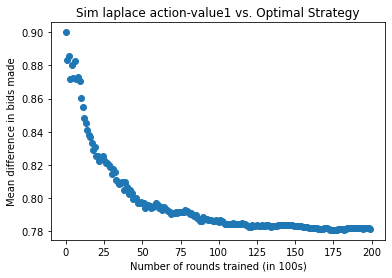 Sim laplace action-value1 vs. Optimal Strategy
Mean difference in bids made
0.90
0.88
0.86
0.84
0.82
0.80
0.78
0 25 50 75 100 125 150 175 200
Number of rounds trained (in 100s)